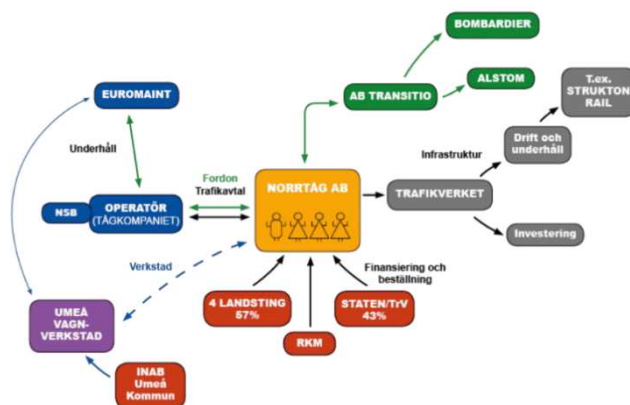 BOMBARDIER
EUROMAINT
AB TRANSITIO
ALSTOM
T.ex.
STRUKTON
RAIL
Underhåll
Infrastruktur
Drift och
underhåll
Fordon
Trafikavtal
NORRTÅG AB
NSB
OPERATÖR
(TÅGKOMPANIET)
TRAFIKVERKET
Investering
Verkstad
Finansiering och
beställning
4 LANDSTING
57%
STATEN/TrV
43%
UMEÅ
VAGN-
VERKSTAD
RKM
INAB
Umeå
Kommun